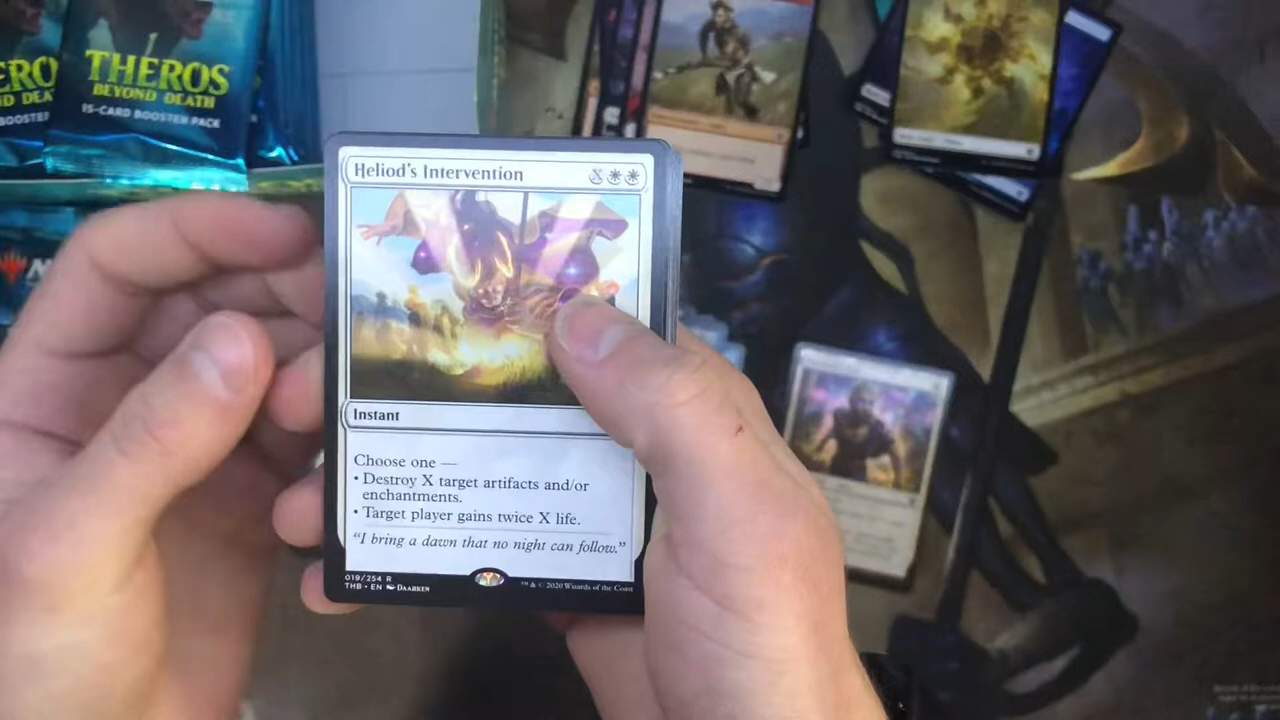 THEROS
BEYOND DEATH
15-CARD BOOSTER PACK
Heliod's Intervention X
Instant
Choose one —
• Destroy X target artifacts and/or
enchantments.
• Target player gains twice X life.
"I bring a dawn that no night can follow."
019/254 R
THB • EN DAARKEN
™ & © 2020 Wizards of the Coast